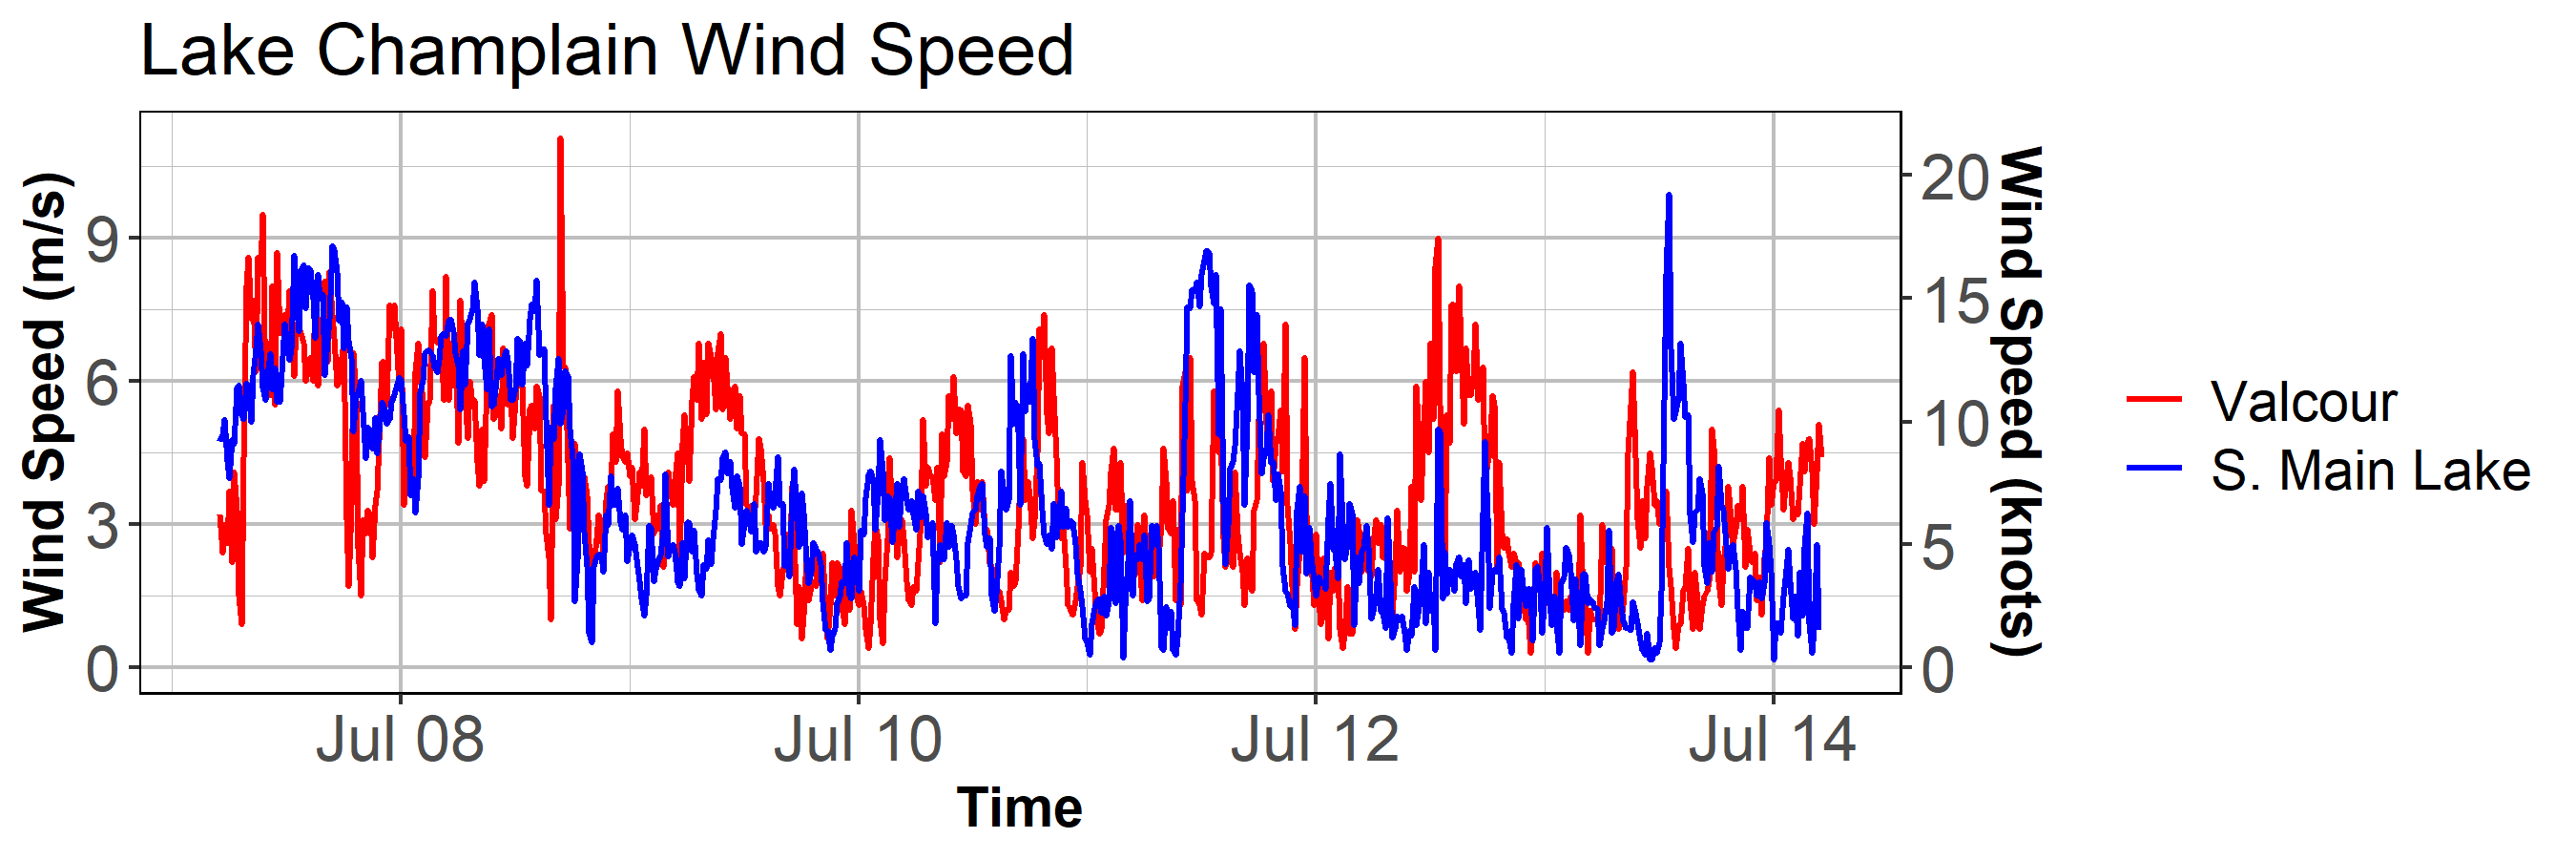 Lake Champlain Wind Speed
Wind Speed (m/s)
9
6
3
0
20
15
10
5
0
Wind Speed (knots)
Jul 08
Jul 10
Jul 12
Jul 14
Time
Valcour
S. Main Lake